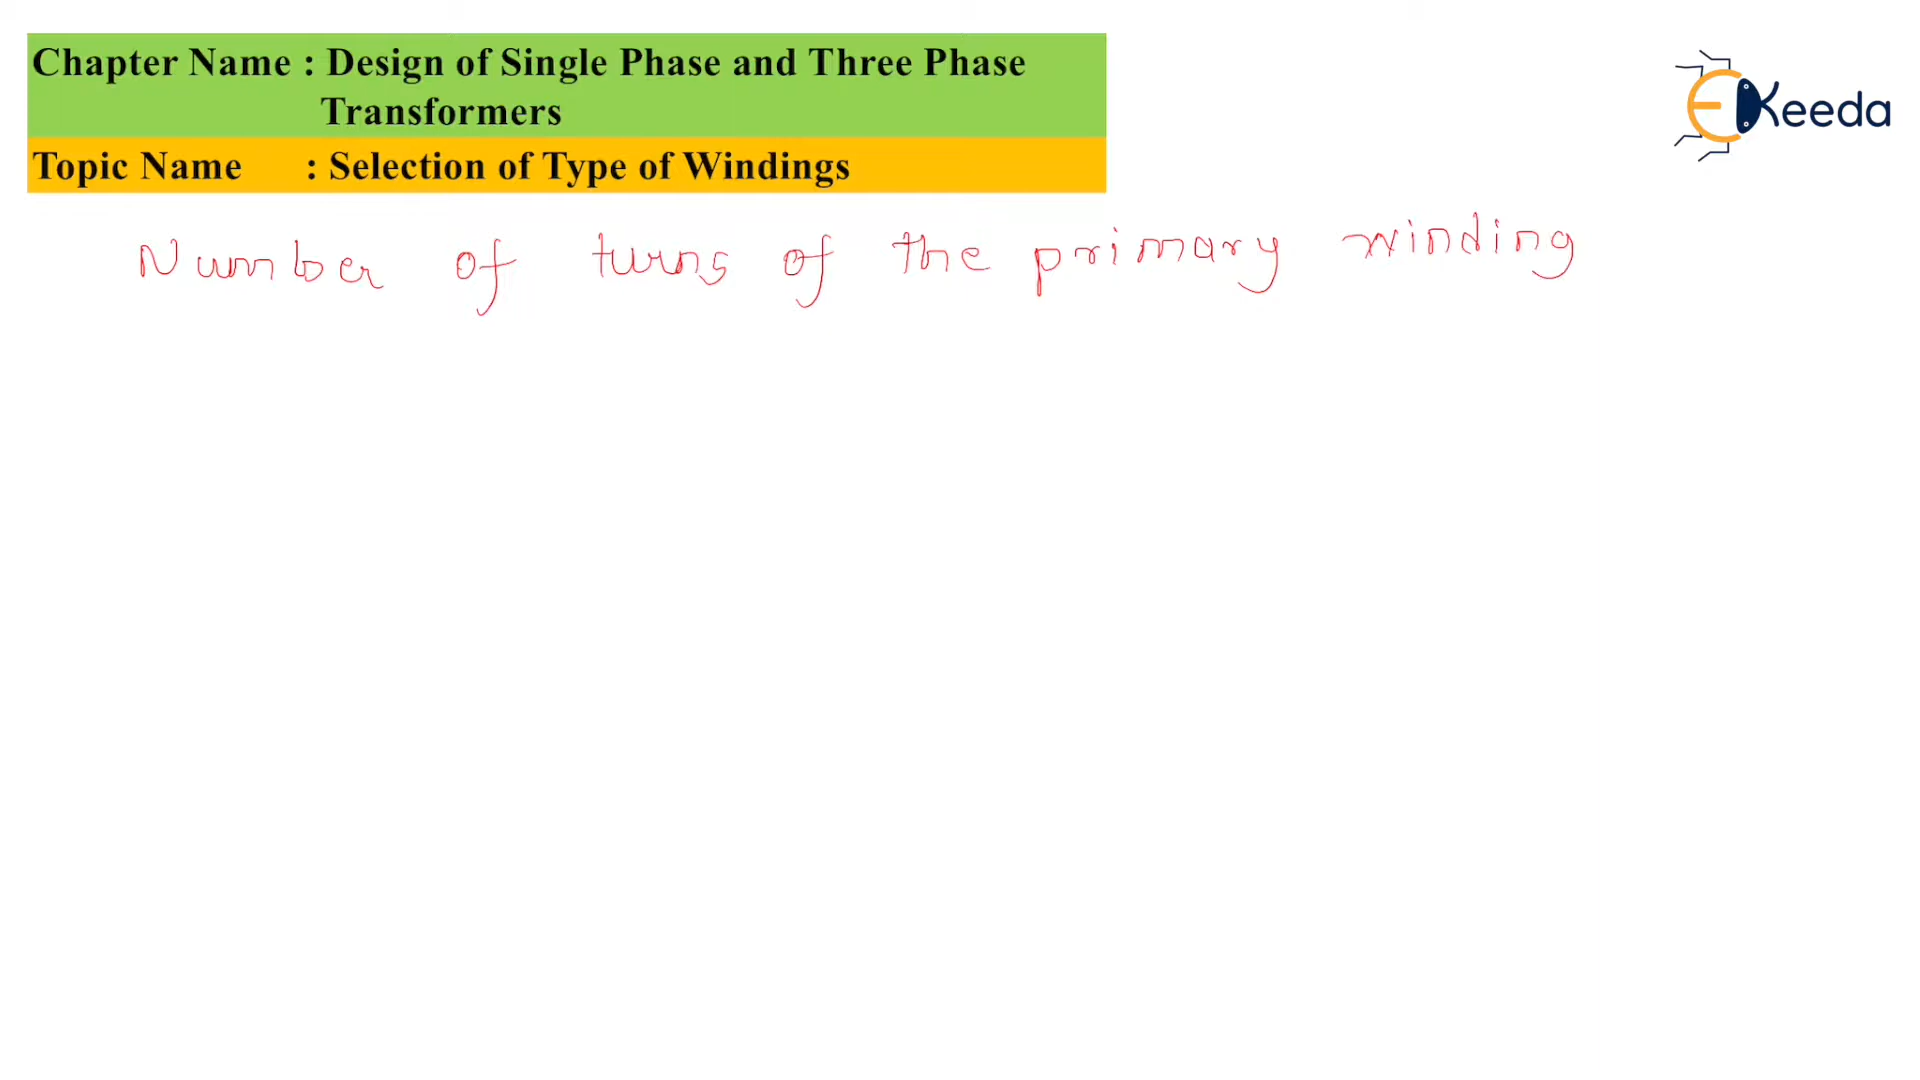 Chapter Name : Design of Single Phase and Three Phase
Transformers
Topic Name : Selection of Type of Windings
EKeeda
Number of turns of the primary winding